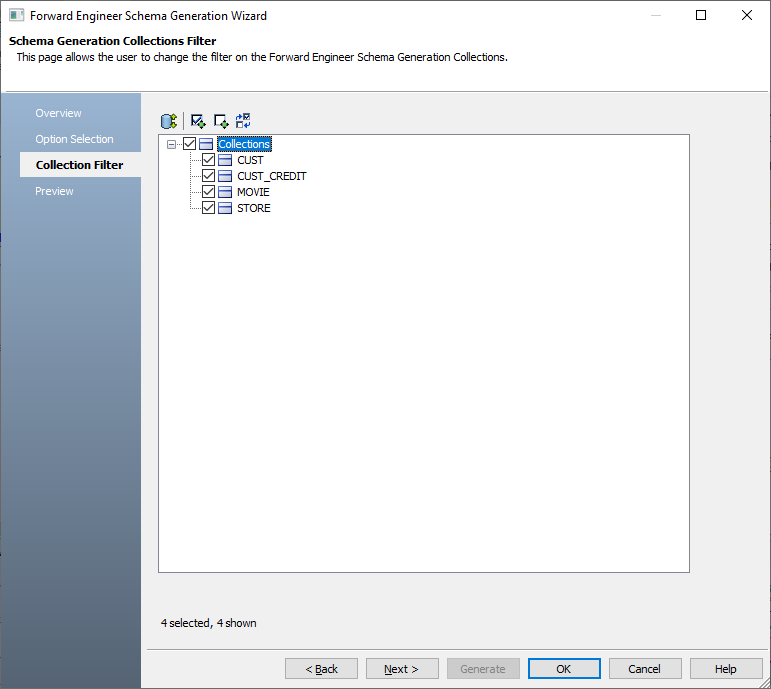 Forward Engineer Schema Generation Wizard
Schema Generation Collections Filter
This page allows the user to change the filter on the Forward Engineer Schema Generation Collections.
Overview
Option Selection
Collection Filter
Preview
Collections
CUST
CUST_CREDIT
MOVIE
STORE
4 selected, 4 shown
< Back Next > Generate OK Cancel Help